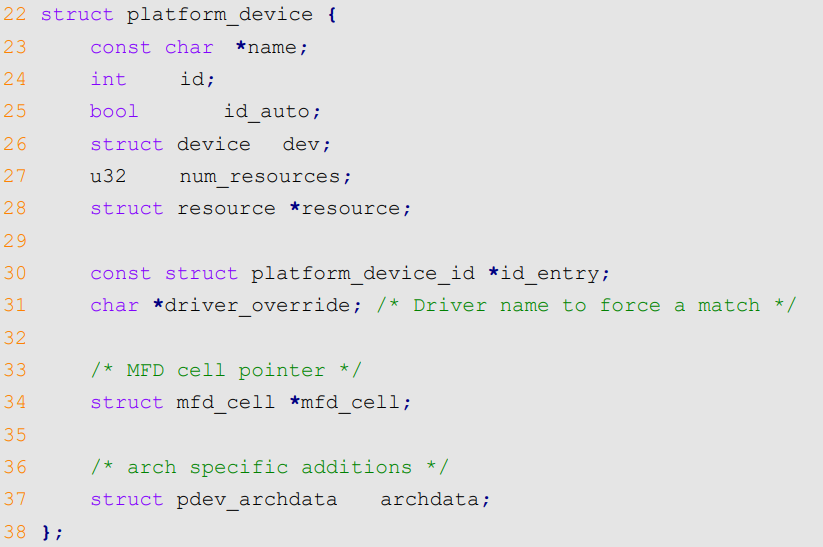 22 struct platform_device {
23     const char  *name;
24     int    id;
25     bool       id_auto;
26     struct device  dev;
27     u32    num_resources;
28     struct resource *resource;
29
30     const struct platform_device_id *id_entry;
31     char *driver_override; /* Driver name to force a match */
32
33     /* MFD cell pointer */
34     struct mfd_cell *mfd_cell;
35
36     /* arch specific additions */
37     struct pdev_archdata   archdata;
38 };